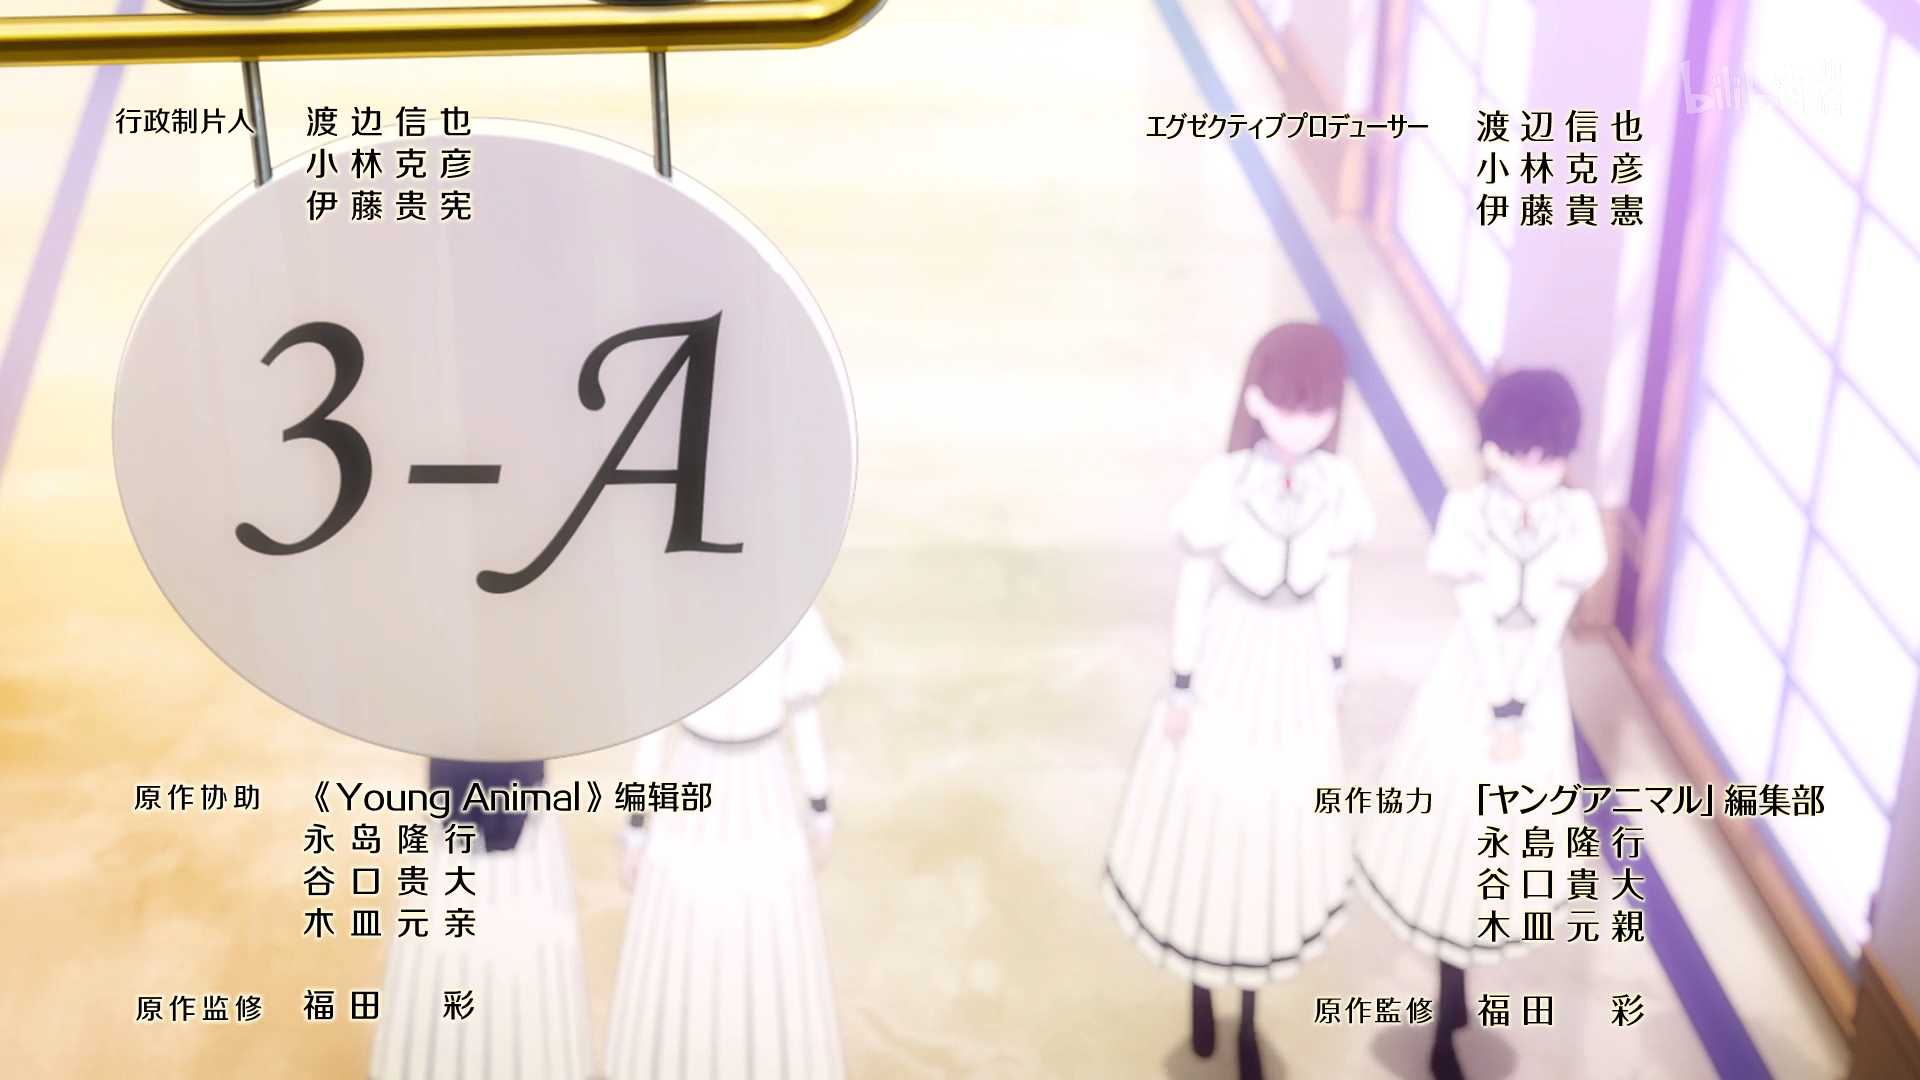 行政制片人 渡辺信也
小林克彦
伊藤贵宪
エグゼクティブプロデューサー 渡辺信也
小林克彦
伊藤貴憲
bilibili
3-A
原作协助 《Young Animal》编辑部
永岛隆行
谷口贵大
木皿元亲
原作监修 福田 彩
原作協力 「ヤングアニマル」編集部
永島隆行
谷口貴大
木皿元親
原作監修 福田 彩